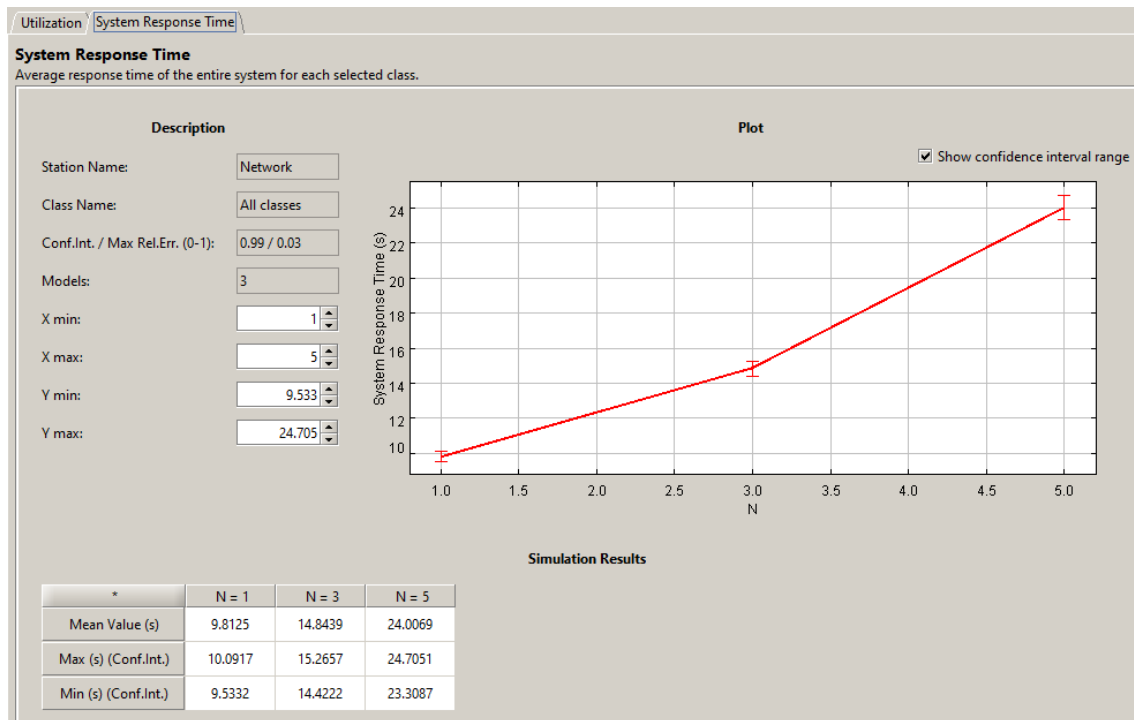 Utilization
System Response Time
System Response Time
Average response time of the entire system for each selected class.
Description
Station Name:
Network
Class Name:
All classes
Conf.Int. / Max Rel.Err. (0-1):
0.99 / 0.03
Models:
3
X min:
1
X max:
5
Y min:
9.533
Y max:
24.705
Plot
Show confidence interval range
System Response Time (s)
24
22
20
18
16
14
12
10
1.0 1.5 2.0 2.5 3.0 3.5 4.0 4.5 5.0
N
Simulation Results
* N = 1 N = 3 N = 5
Mean Value (s) 9.8125 14.8439 24.0069
Max (s) (Conf.Int.) 10.0917 15.2657 24.7051
Min (s) (Conf.Int.) 9.5332 14.4222 23.3087